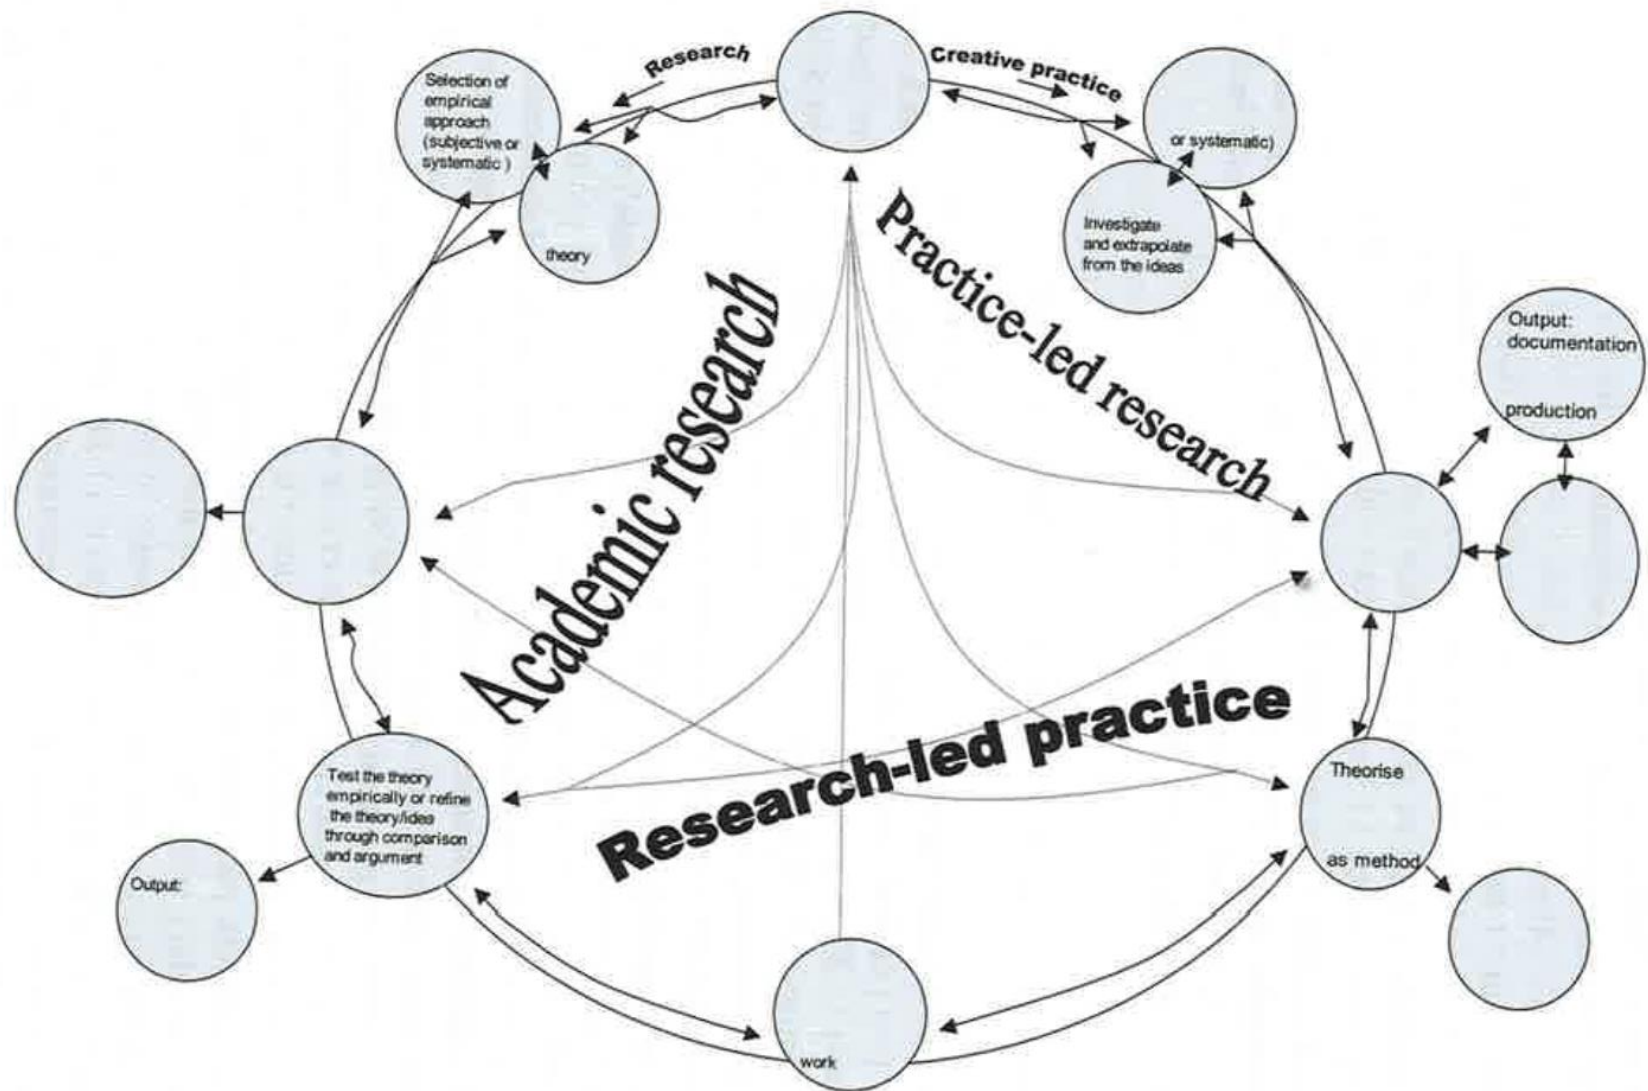 Research
Creative practice
Selection of
empirical
approach
(subjective or
systematic )
theory
or systematic)
Investigate
and extrapolate
from the ideas
Practice-led research
Academic research
Output:
documentation
production
Research-led practice
Test the theory
empirically or refine
the theory/idea
through comparison
and argument
Output:
Theorise
as method
work